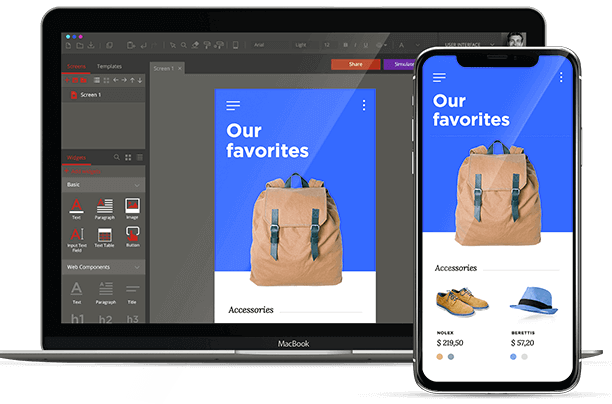 Arial
Light
12
B
I
U
S
A
USER INTERFACE
Screens
Templates
Screen 1
Share
Simulate
Screen 1
Widgets
Basic
Text
Paragraph
Image
Input Text
Field
Text Table
Button
Web Components
A
Text
Paragraph
Title
h1
h2
h3
Our
favorites
Accessories
MacBook
Our
favorites
Accessories
NOLEX
$ 219,50
BERETTIS
$ 57,20